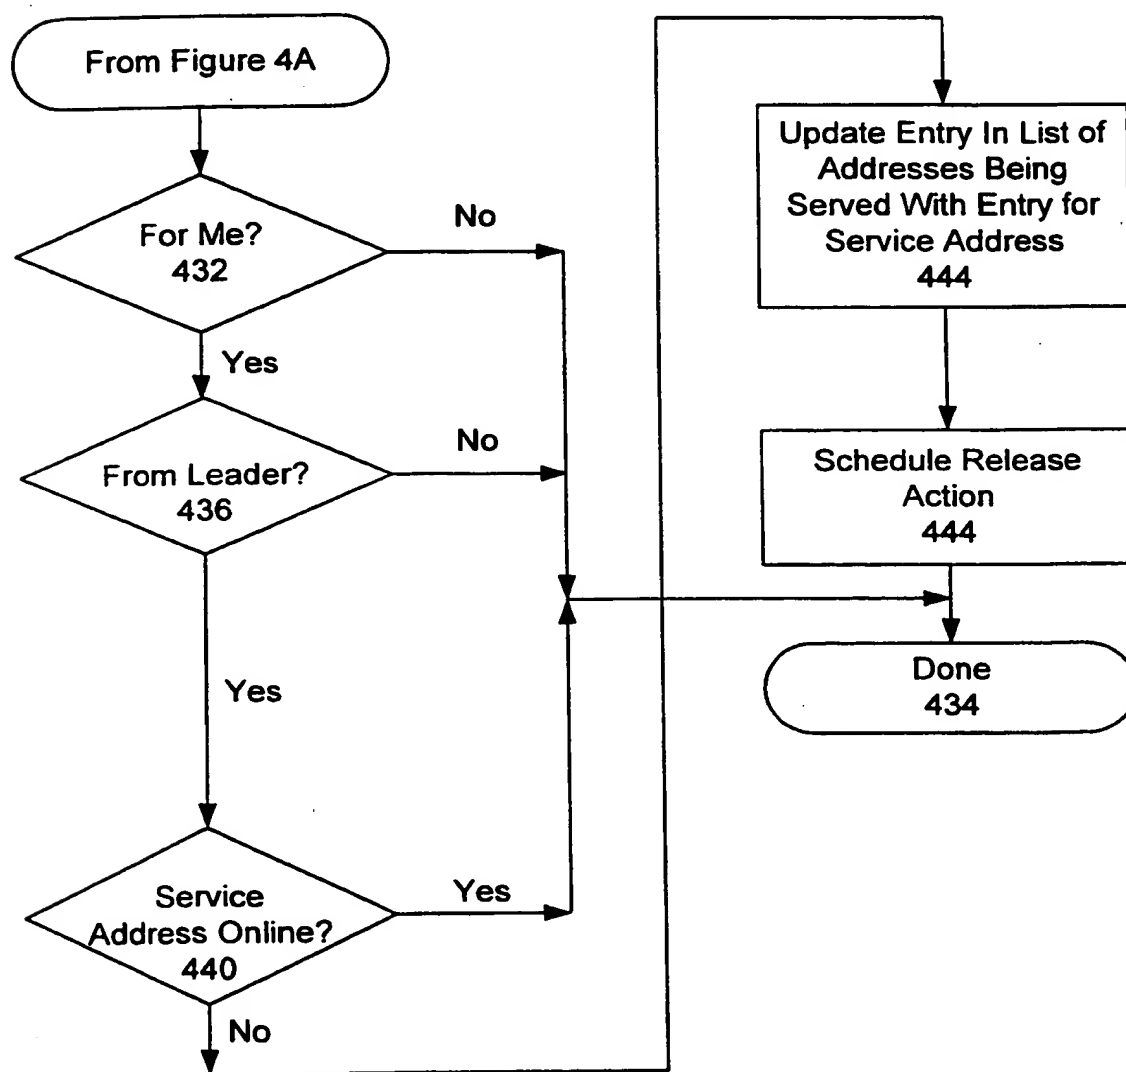 From Figure 4A
For Me?
432
No
Yes
From Leader?
436
No
Yes
Service
Address Online?
440
Yes
No
Update Entry In List of
Addresses Being
Served With Entry for
Service Address
444
Schedule Release
Action
444
Done
434